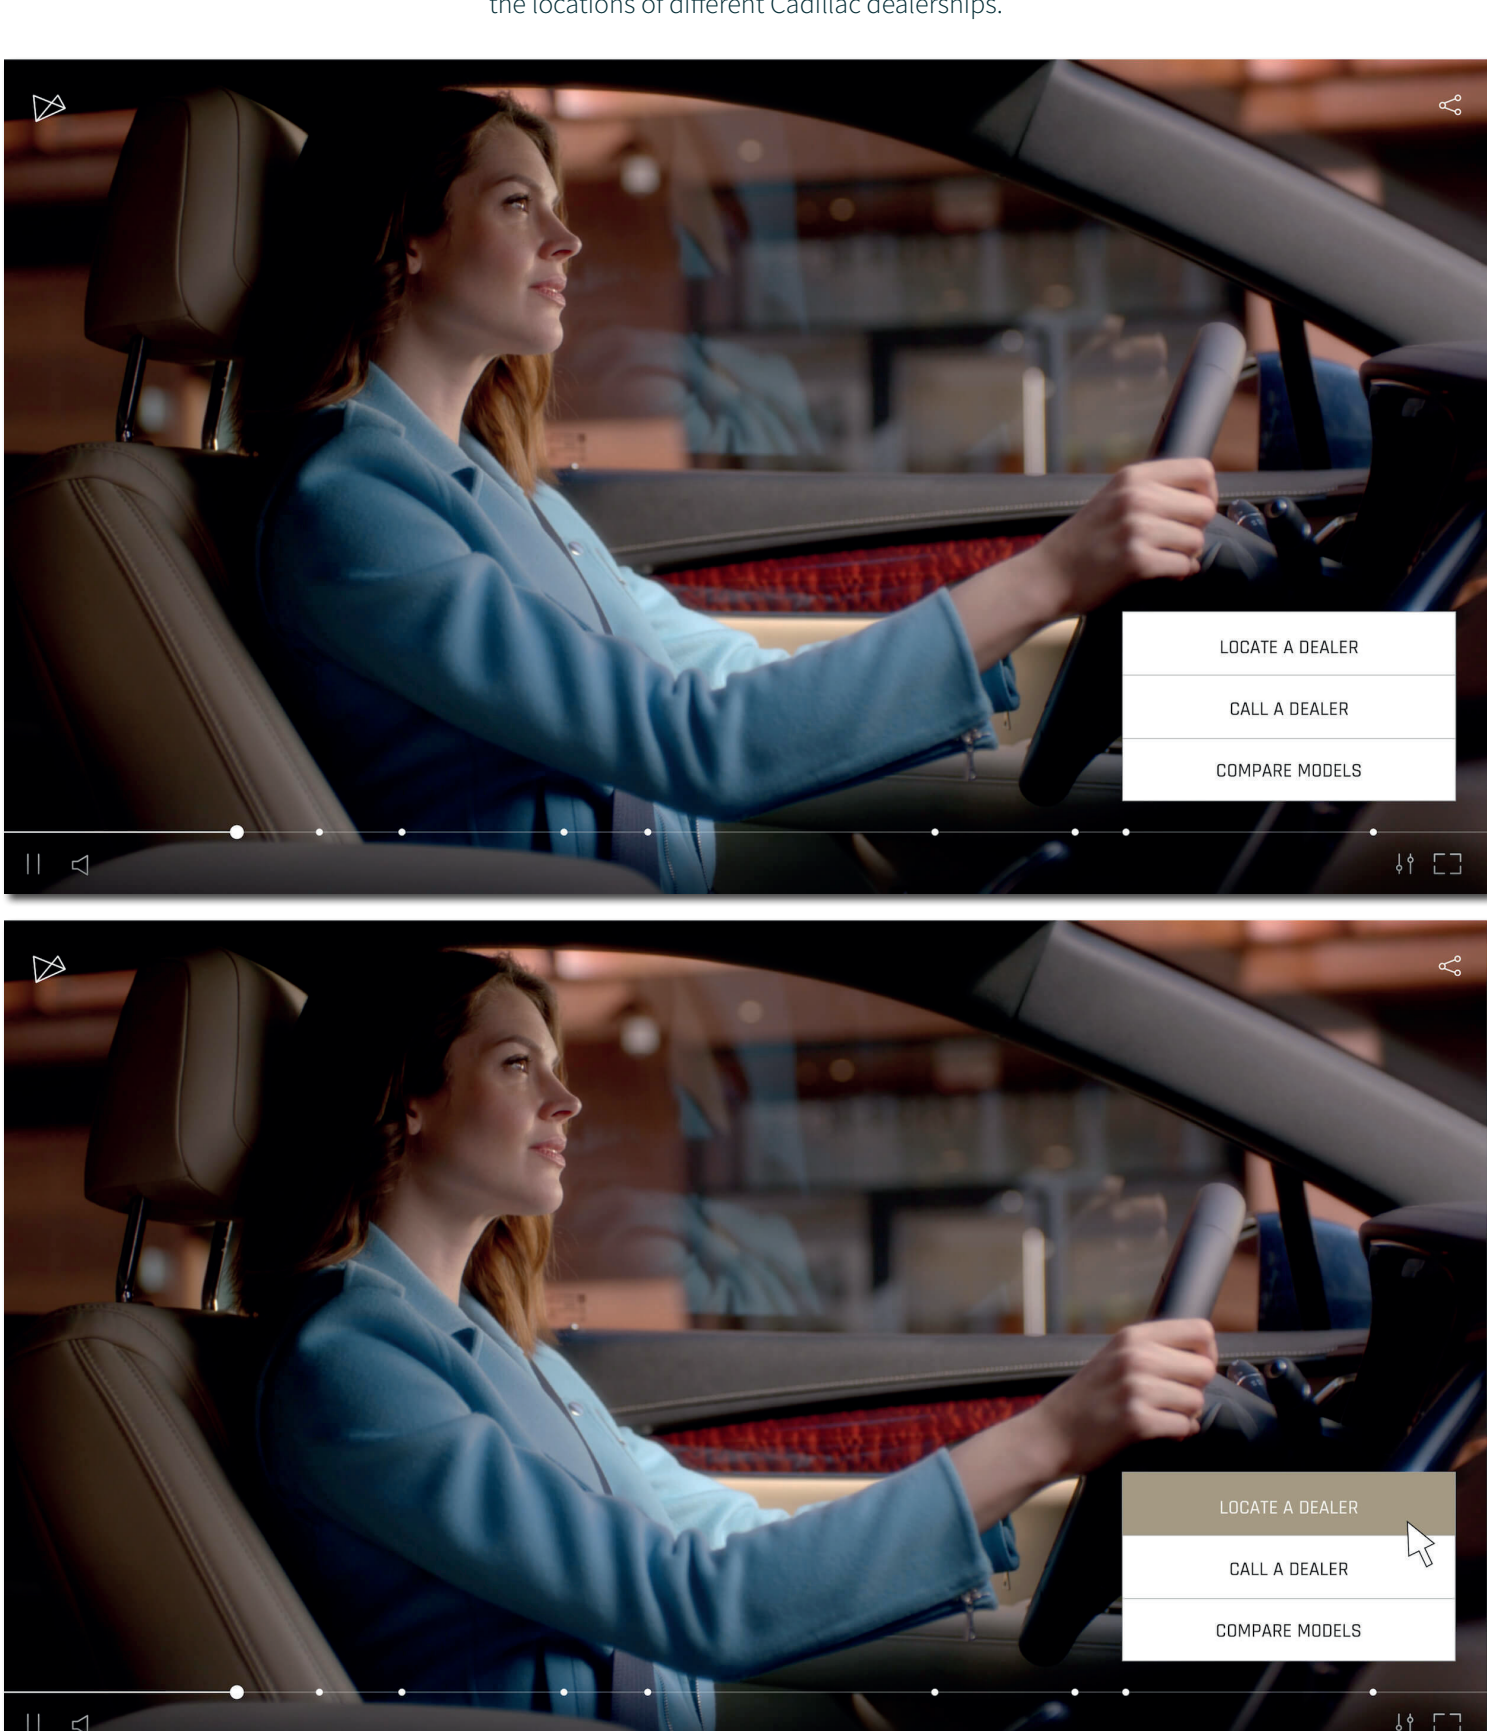 the locations of different Cadillac dealerships.
LOCATE A DEALER
CALL A DEALER
COMPARE MODELS
LOCATE A DEALER
CALL A DEALER
COMPARE MODELS